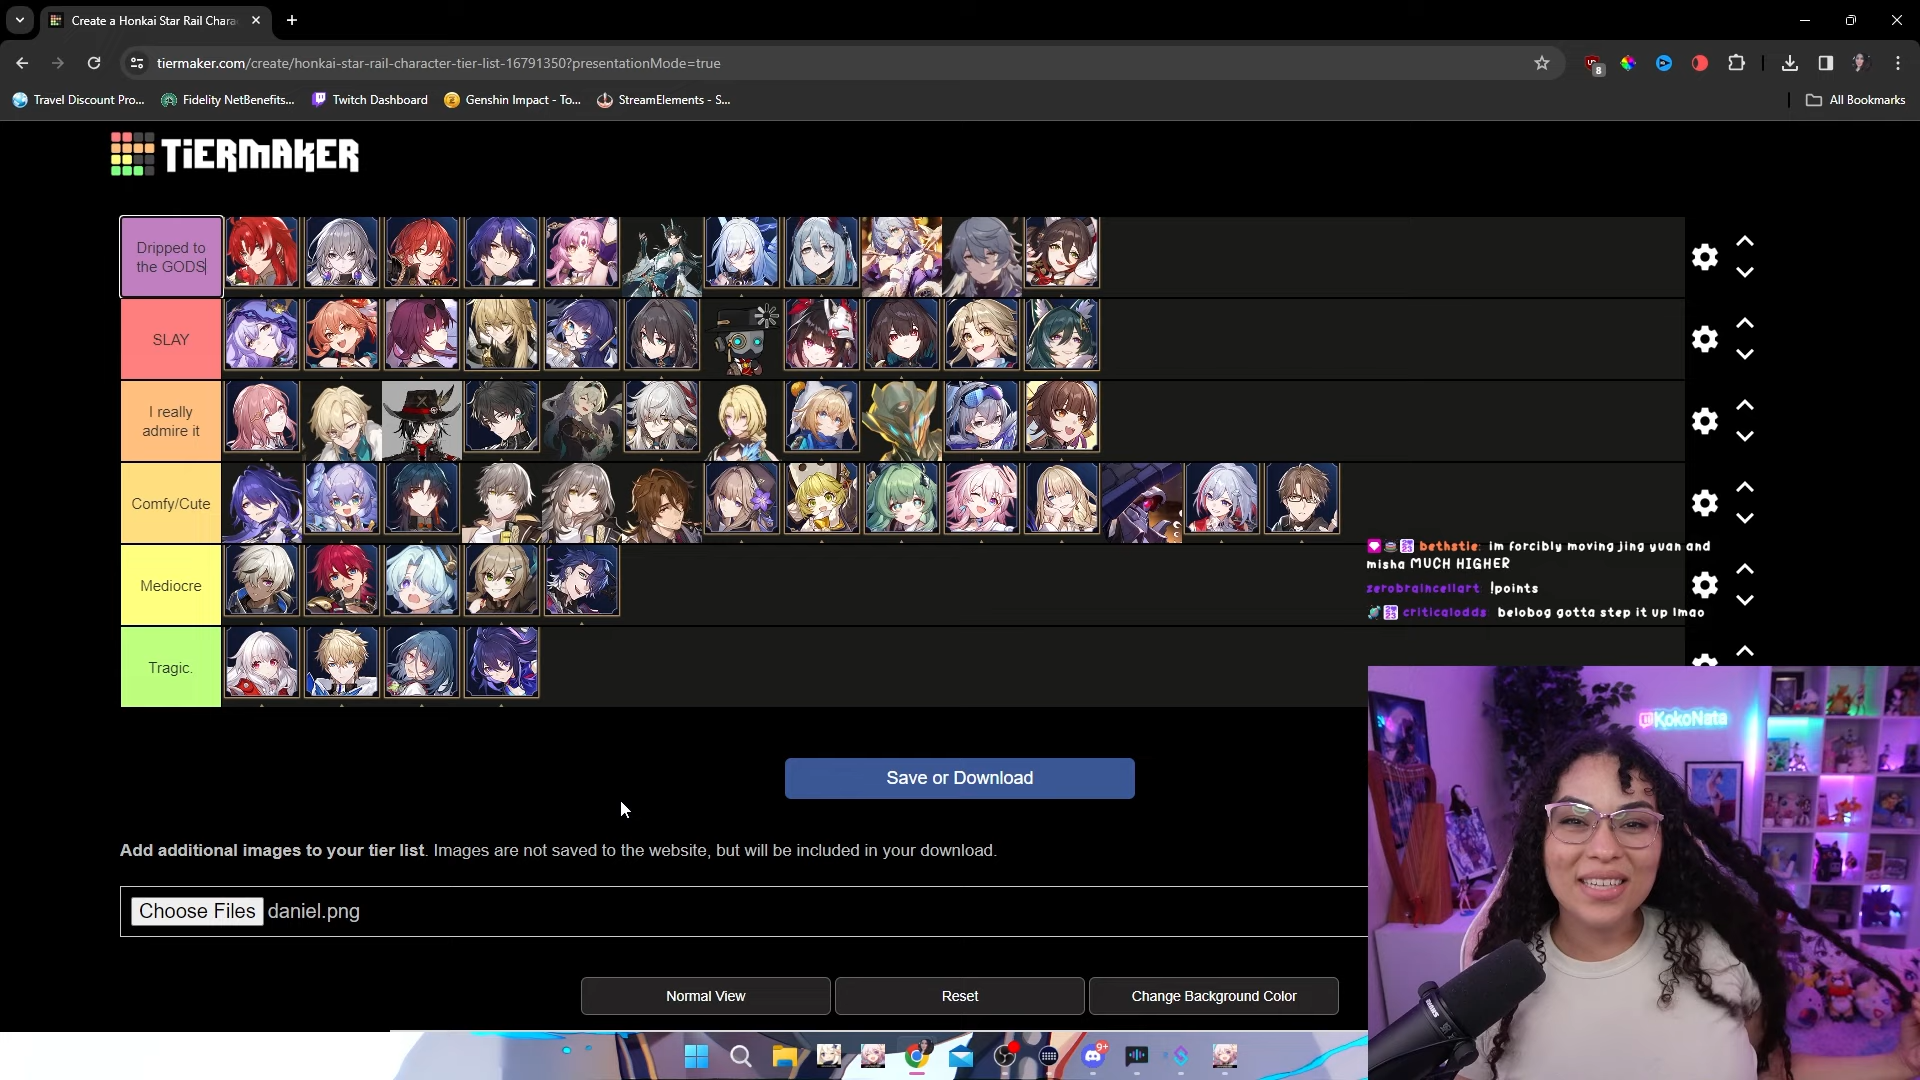 Create a Honkai Star Rail Chara
tiermaker.com/create/honkai-star-rail-character-tier-list-16791350?presentationMode=true
8
Travel Discount Pro...
Fidelity NetBenefits...
Twitch Dashboard
Genshin Impact - To...
StreamElements - S...
All Bookmarks
TiERMAKER
Dripped to
the GODS
SLAY
I really
admire it
Comfy/Cute
Mediocre
Tragic.
bethstie: im forcibly moving jing yuan and
misha MUCH HIGHER
zerobraincellart !points
criticalodds belobog gotta step it up lmao
KokoNata
Save or Download
Add additional images to your tier list. Images are not saved to the website, but will be included in your download.
Choose Files daniel.png
Normal View
Reset
Change Background Color
9+